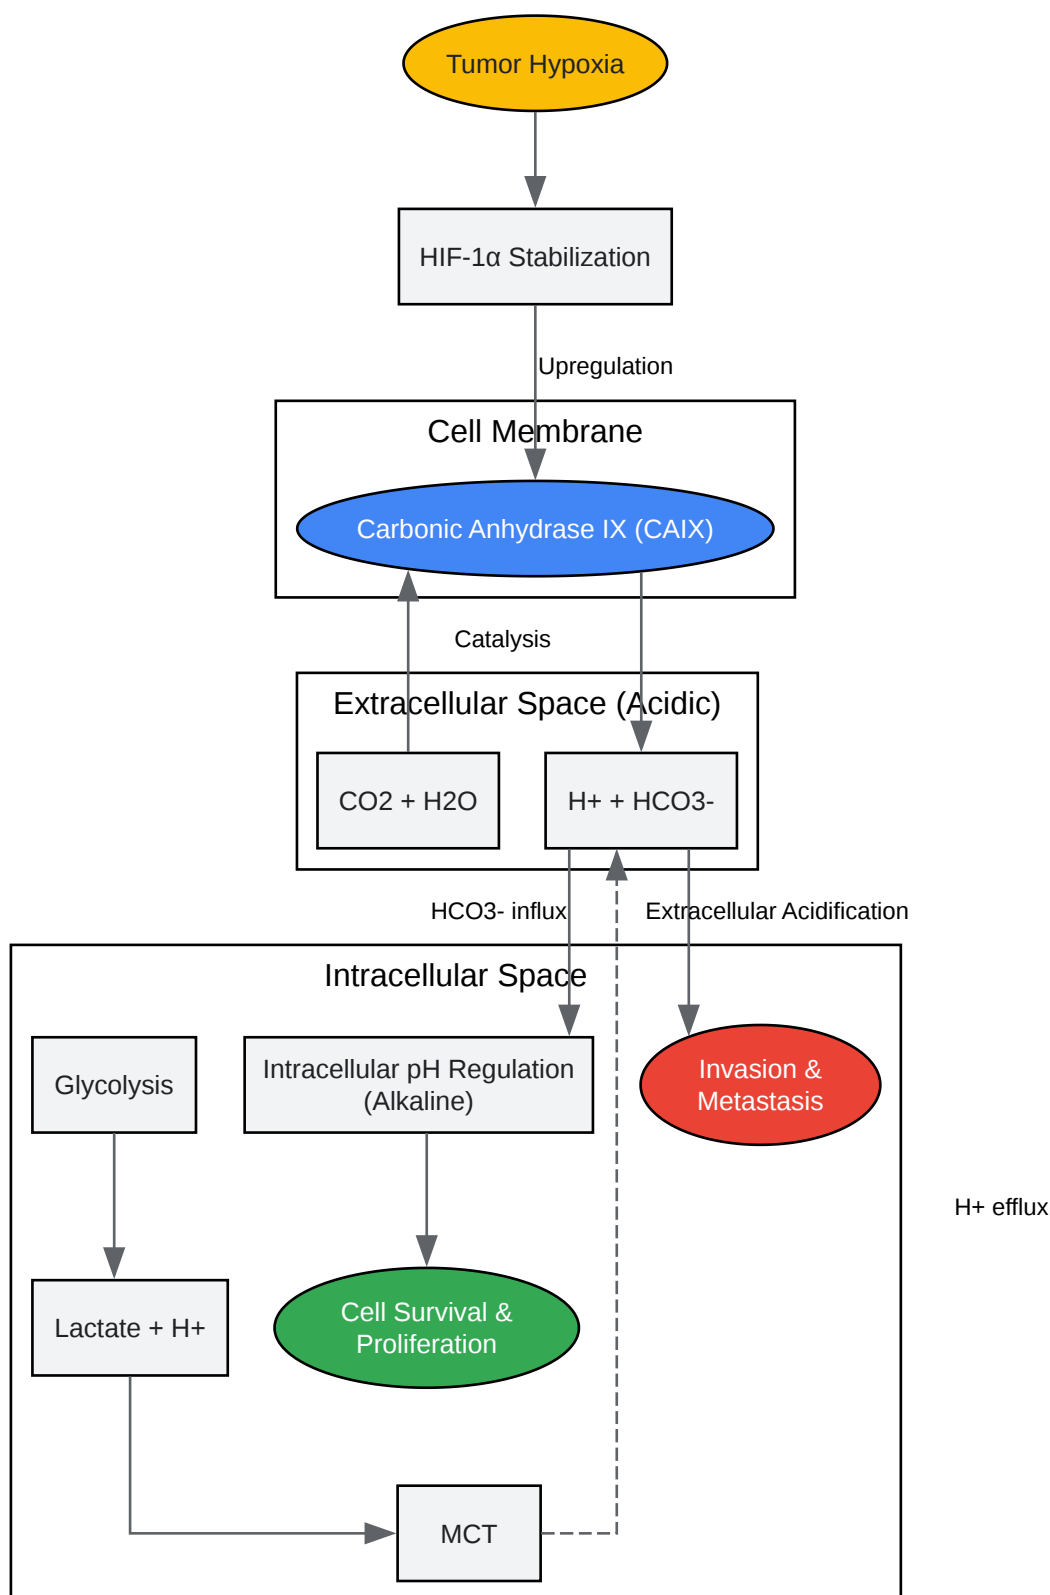 Tumor Hypoxia
HIF-1α Stabilization
Upregulation
Cell Membrane
Carbonic Anhydrase IX (CAIX)
Catalysis
Extracellular Space (Acidic)
CO2 + H2O
H+ + HCO3-
HCO3- influx
Extracellular Acidification
Intracellular Space
Glycolysis
Intracellular pH Regulation
(Alkaline)
Invasion &
Metastasis
H+ efflux
Lactate + H+
Cell Survival &
Proliferation
MCT